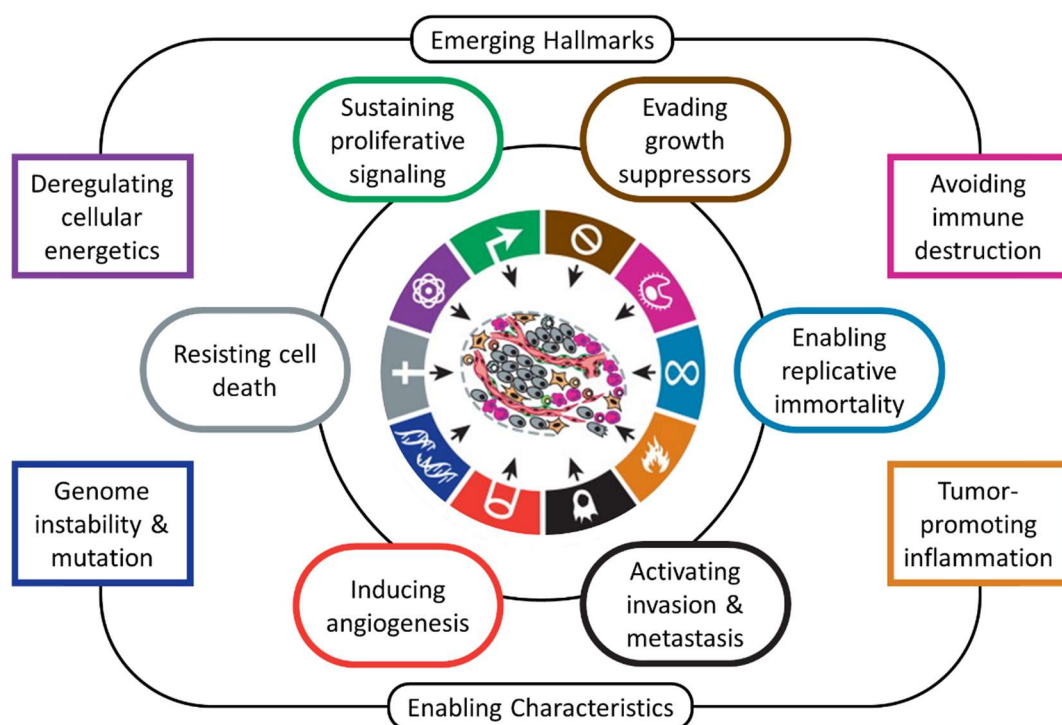 Emerging Hallmarks
Sustaining
proliferative
signaling
Evading
growth
suppressors
Deregulating
cellular
energetics
Avoiding
immune
destruction
Resisting cell
death
Enabling
replicative
immortality
Genome
instability &
mutation
Tumor-
promoting
inflammation
Inducing
angiogenesis
Activating
invasion &
metastasis
Enabling Characteristics